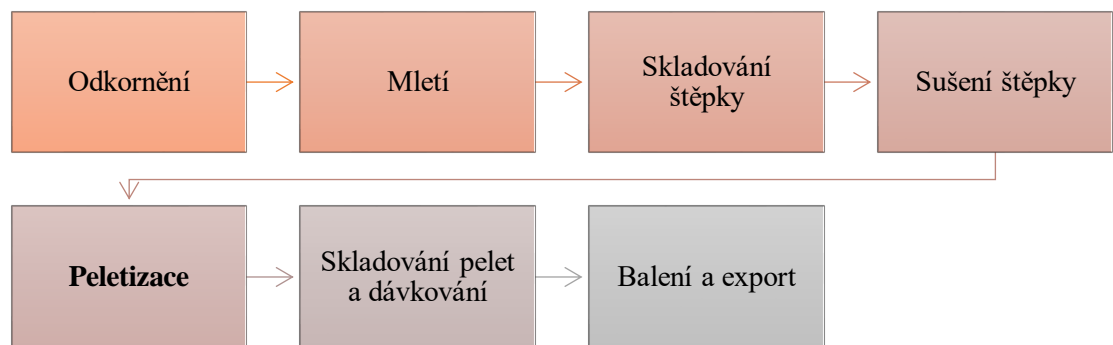 Odkornění
Mletí
Skladování
štěpky
Sušení štěpky
Peletizace
Skladování pelet
a dávkování
Balení a export